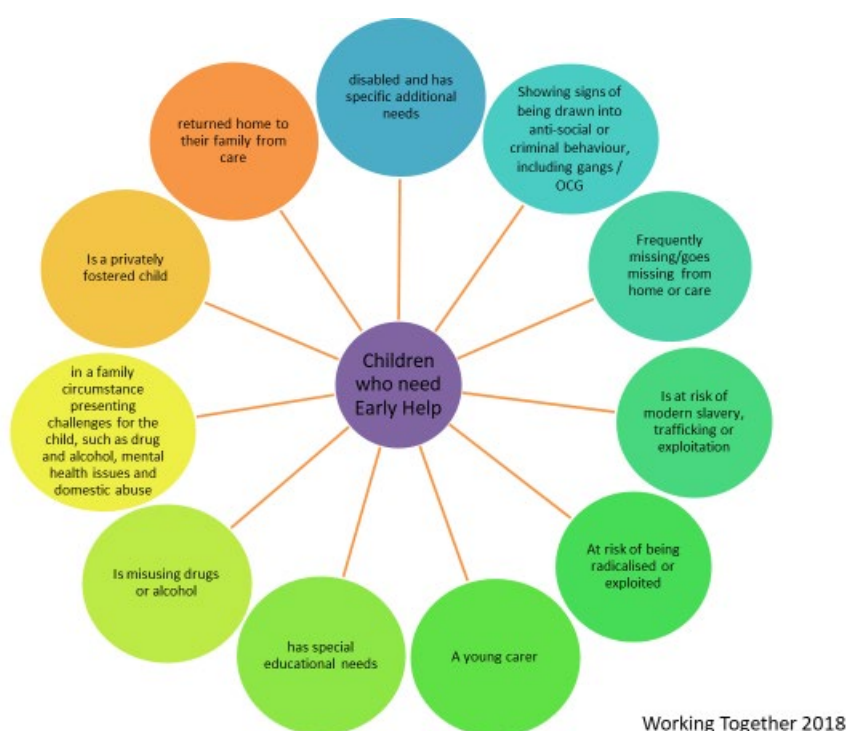 disabled and has
specific additional
needs
Showing signs of
being drawn into
anti-social or
criminal behaviour,
including gangs /
OCG
Frequently
missing/goes
missing from
home or care
Is at risk of
modern slavery,
trafficking or
exploitation
At risk of being
radicalised or
exploited
A young carer
has special
educational needs
Is misusing drugs
or alcohol
in a family
circumstance
presenting
challenges for the
child, such as drug
and alcohol, mental
health issues and
domestic abuse
Is a privately
fostered child
returned home to
their family from
care
Children
who need
Early Help
Working Together 2018